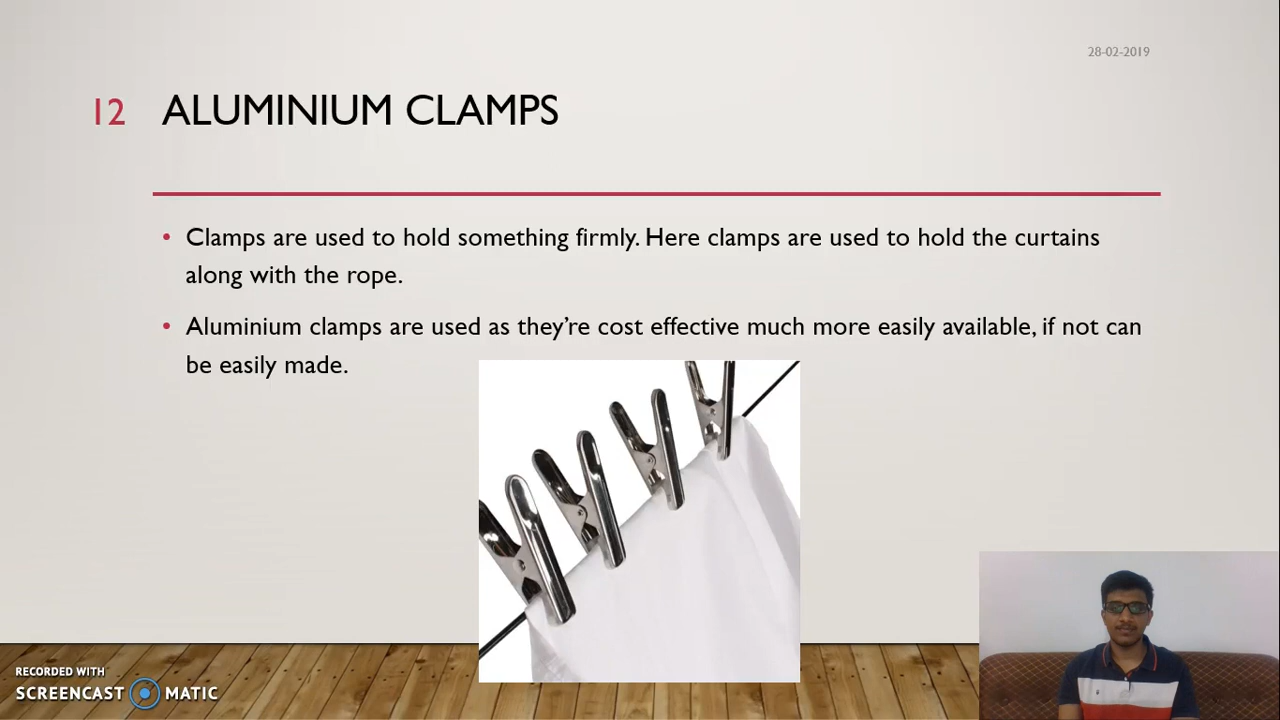 28-02-2019
12 ALUMINIUM CLAMPS
• Clamps are used to hold something firmly. Here clamps are used to hold the curtains
along with the rope.
• Aluminium clamps are used as they’re cost effective much more easily available, if not can
be easily made.
RECORDED WITH
SCREENCAST MATIC